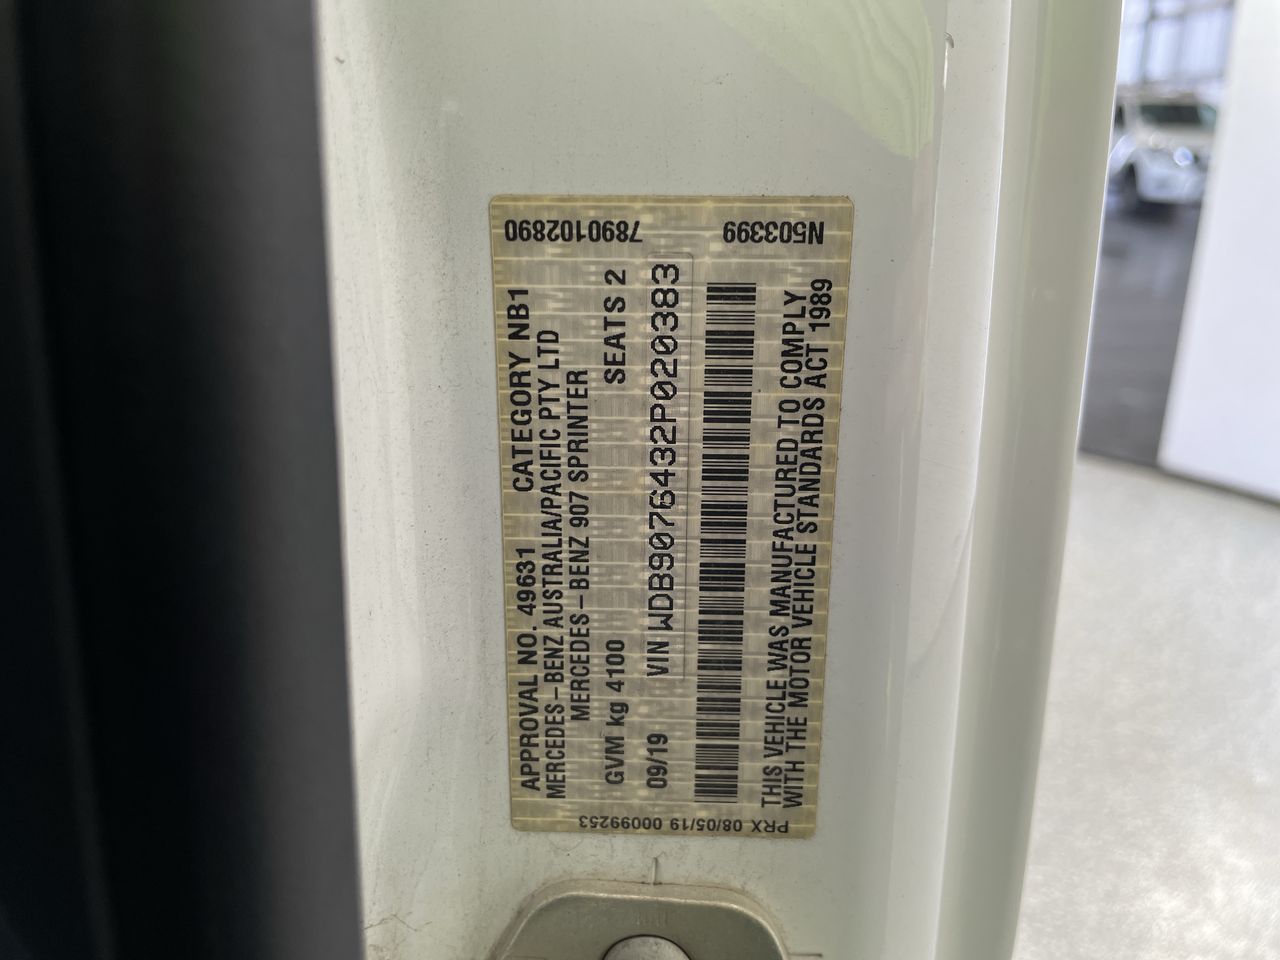 7890102890
N503399
APPROVAL NO. 49631 CATEGORY NB1
MERCEDES-BENZ AUSTRALIA/PACIFIC PTY LTD
MERCEDES-BENZ 907 SPRINTER
GVM kg 4100 SEATS 2
09/19 VIN WDB9076432P020383
THIS VEHICLE WAS MANUFACTURED TO COMPLY
WITH THE MOTOR VEHICLE STANDARDS ACT 1989
PRX 08/05/19 00099253